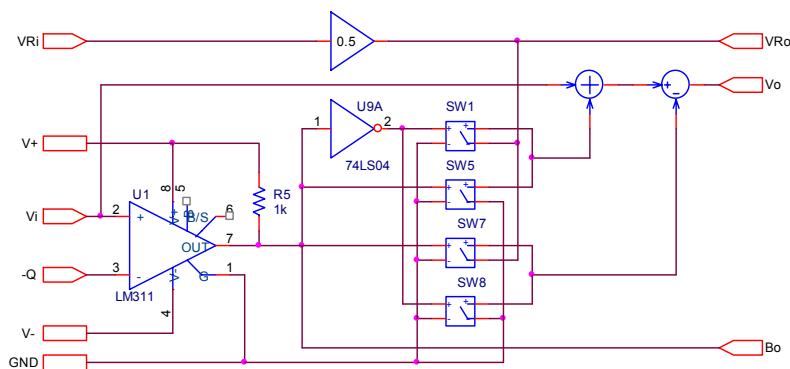 VRi
0.5
VRo
Vo
U9A
SW1
1
2
V+
74LS04
SW5
8
5
U1
R5
1k
V+
B
B/S
6
Vi
2
+
SW7
OUT
7
-Q
3
-
1
V-
G
SW8
LM311
4
V-
Bo
GND